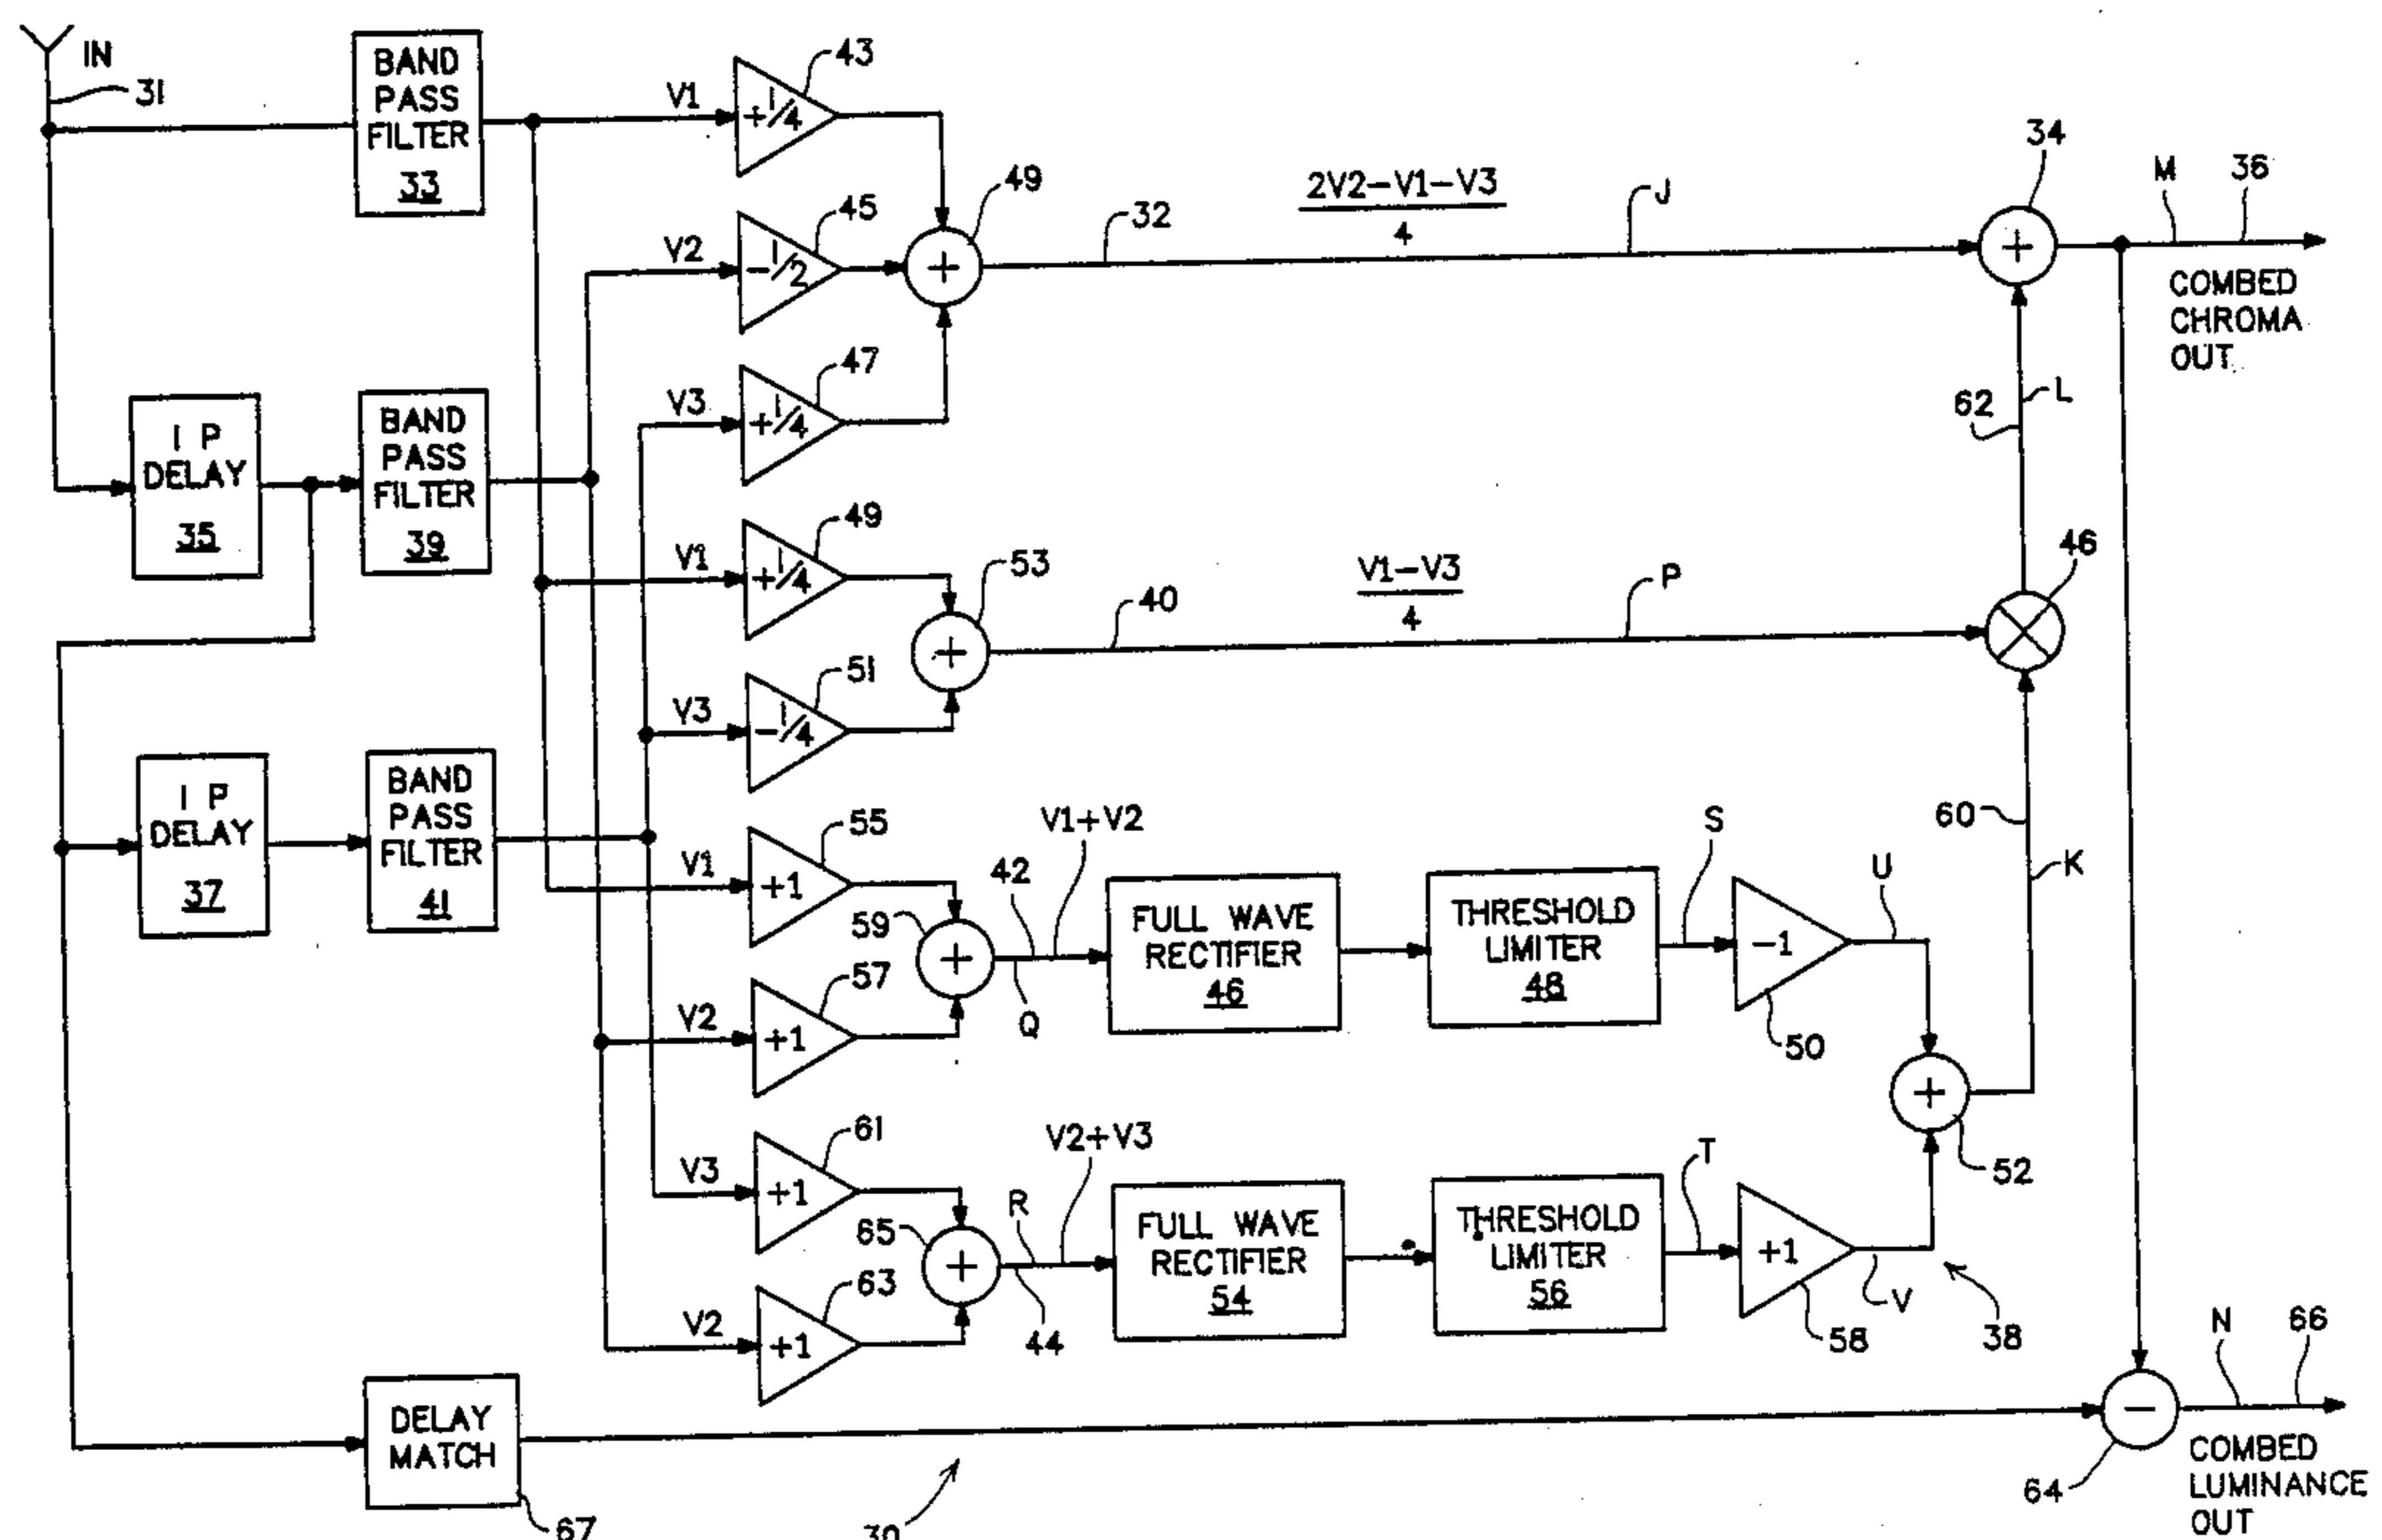 IN
31
BAND
PASS
FILTER
33
V1
+1/4
43
V2
-1/2
45
V3
+1/4
47
49
32
2V2-V1-V3
4
J
34
M
36
COMBED
CHROMA
OUT
1 P
DELAY
35
BAND
PASS
FILTER
39
V1
+1/4
49
V3
-1/4
51
53
40
V1-V3
4
P
46
62
L
1 P
DELAY
37
BAND
PASS
FILTER
41
V1
+1
55
V2
+1
57
59
42
V1+V2
Q
FULL WAVE
RECTIFIER
46
THRESHOLD
LIMITER
48
S
-1
50
U
60
K
52
V3
+1
61
V2
+1
63
65
R
V2+V3
44
FULL WAVE
RECTIFIER
54
THRESHOLD
LIMITER
56
T
+1
58
V
38
DELAY
MATCH
67
30
64
N
66
COMBED
LUMINANCE
OUT